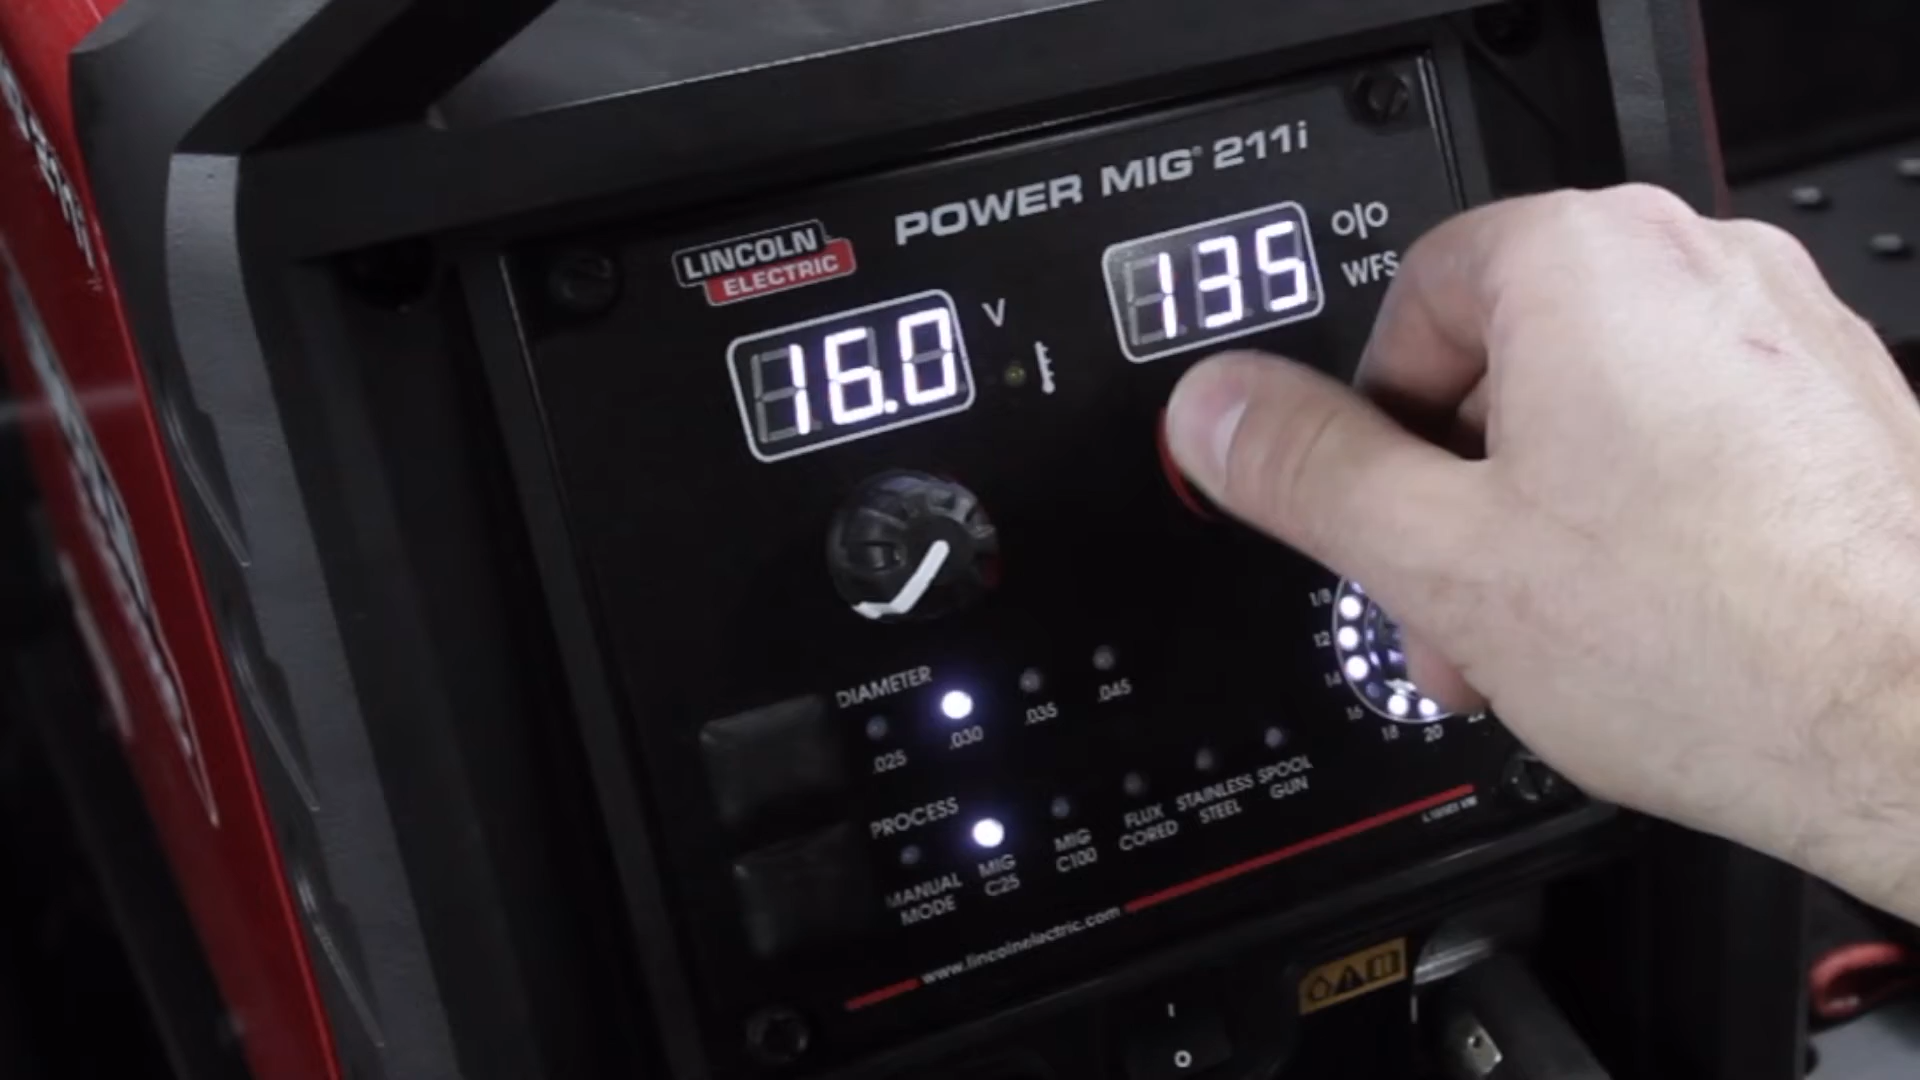 POWER MIG® 211i
LINCOLN
ELECTRIC
16.0 V
135
WFS
DIAMETER
.025 .030 .035 .045
1/8
12
14
16
18
20
22
PROCESS
MANUAL MODE
MIG C25
MIG C100
FLUX CORED
STAINLESS STEEL
SPOOL GUN
www.lincolnelectric.com
I
O